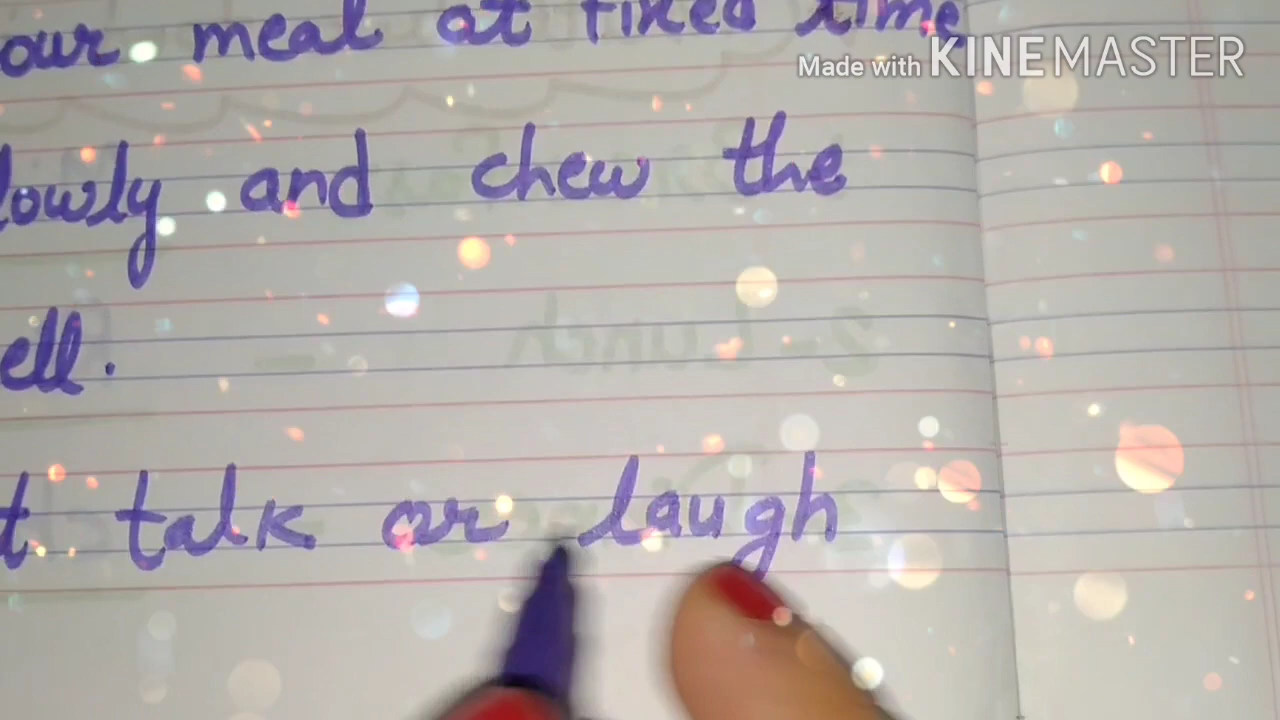 our meal at fixed time
Made with KINEMASTER
lowly and chew the
ell.
t talk or laugh